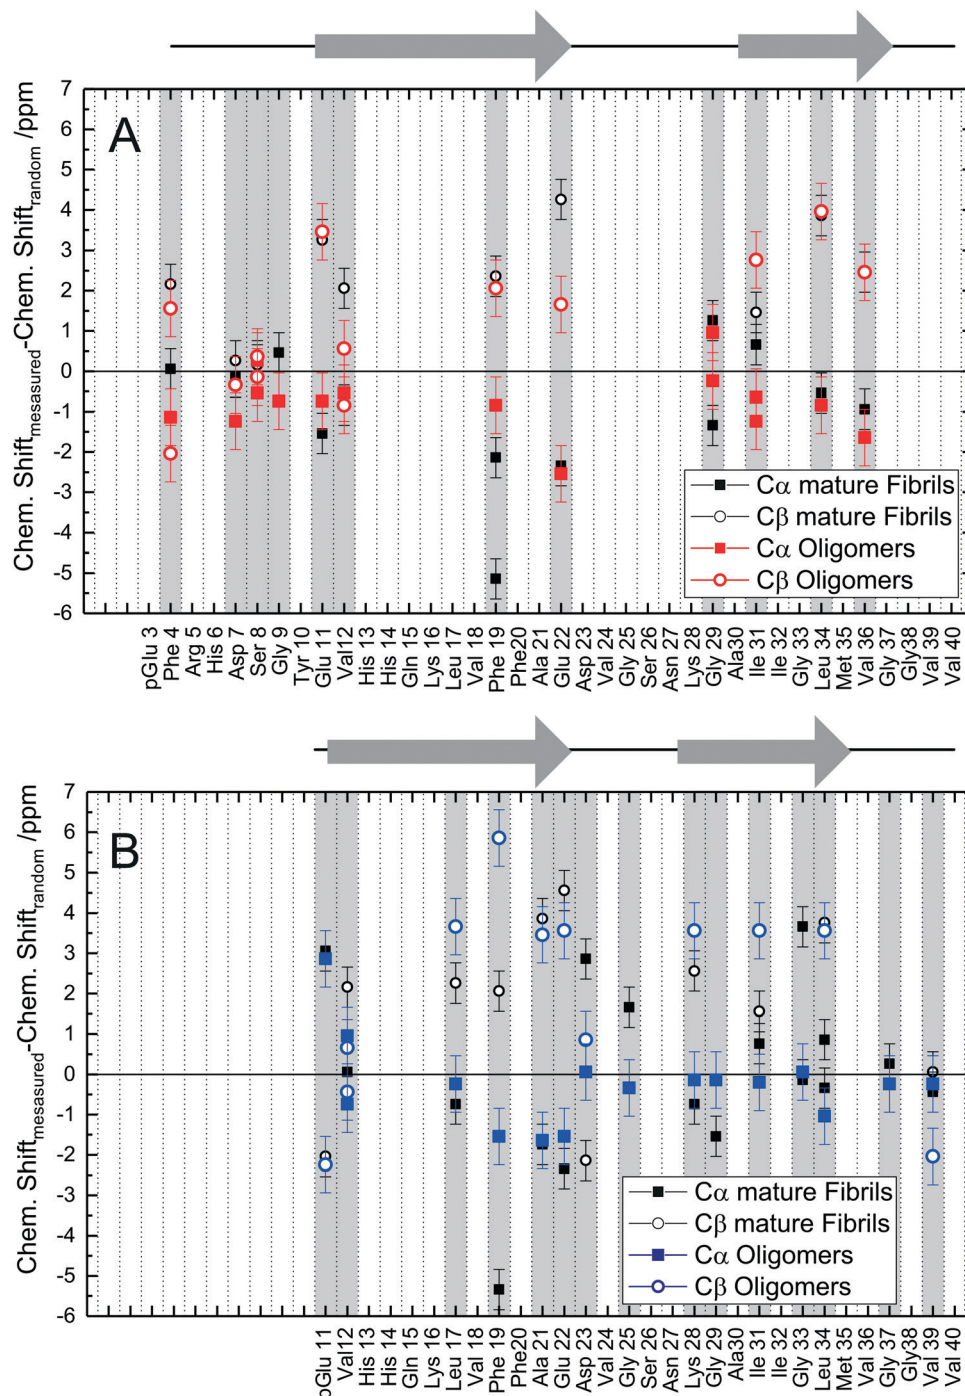 A
Chem. Shift mesasured-Chem. Shift random /ppm
7
6
5
4
3
2
1
0
-1
-2
-3
-4
-5
-6
Cα mature Fibrils
Cβ mature Fibrils
Cα Oligomers
Cβ Oligomers
pGlu 3
Phe 4
Arg 5
His 6
Asp 7
Ser 8
Gly 9
Tyr 10
Glu 11
Val12
His 13
His 14
Gln 15
Lys 16
Leu 17
Val 18
Phe 19
Phe20
Ala 21
Glu 22
Asp 23
Val 24
Gly 25
Ser 26
Asn 27
Lys 28
Gly 29
Ala30
Ile 31
Ile 32
Gly 33
Leu 34
Met 35
Val 36
Gly 37
Gly38
Val 39
Val 40
B
Chem. Shift mesasured-Chem. Shift random /ppm
7
6
5
4
3
2
1
0
-1
-2
-3
-4
-5
-6
Cα mature Fibrils
Cβ mature Fibrils
Cα Oligomers
Cβ Oligomers
pGlu 11
Val12
His 13
His 14
Gln 15
Lys 16
Leu 17
Val 18
Phe 19
Phe20
Ala 21
Glu 22
Asp 23
Val 24
Gly 25
Ser 26
Asn 27
Lys 28
Gly 29
Ala30
Ile 31
Ile 32
Gly 33
Leu 34
Met 35
Val 36
Gly 37
Gly38
Val 39
Val 40